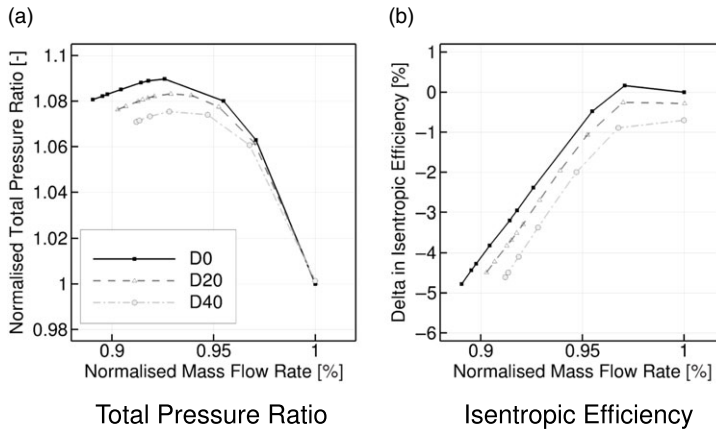 (a)
Normalised Total Pressure Ratio [-]
1.1
1.08
1.06
1.04
1.02
1
0.98
D0
D20
D40
0.9
0.95
1
Normalised Mass Flow Rate [%]
Total Pressure Ratio
(b)
Delta in Isentropic Efficiency [%]
1
0
−1
−2
−3
−4
−5
−6
0.9
0.95
1
Normalised Mass Flow Rate [%]
Isentropic Efficiency